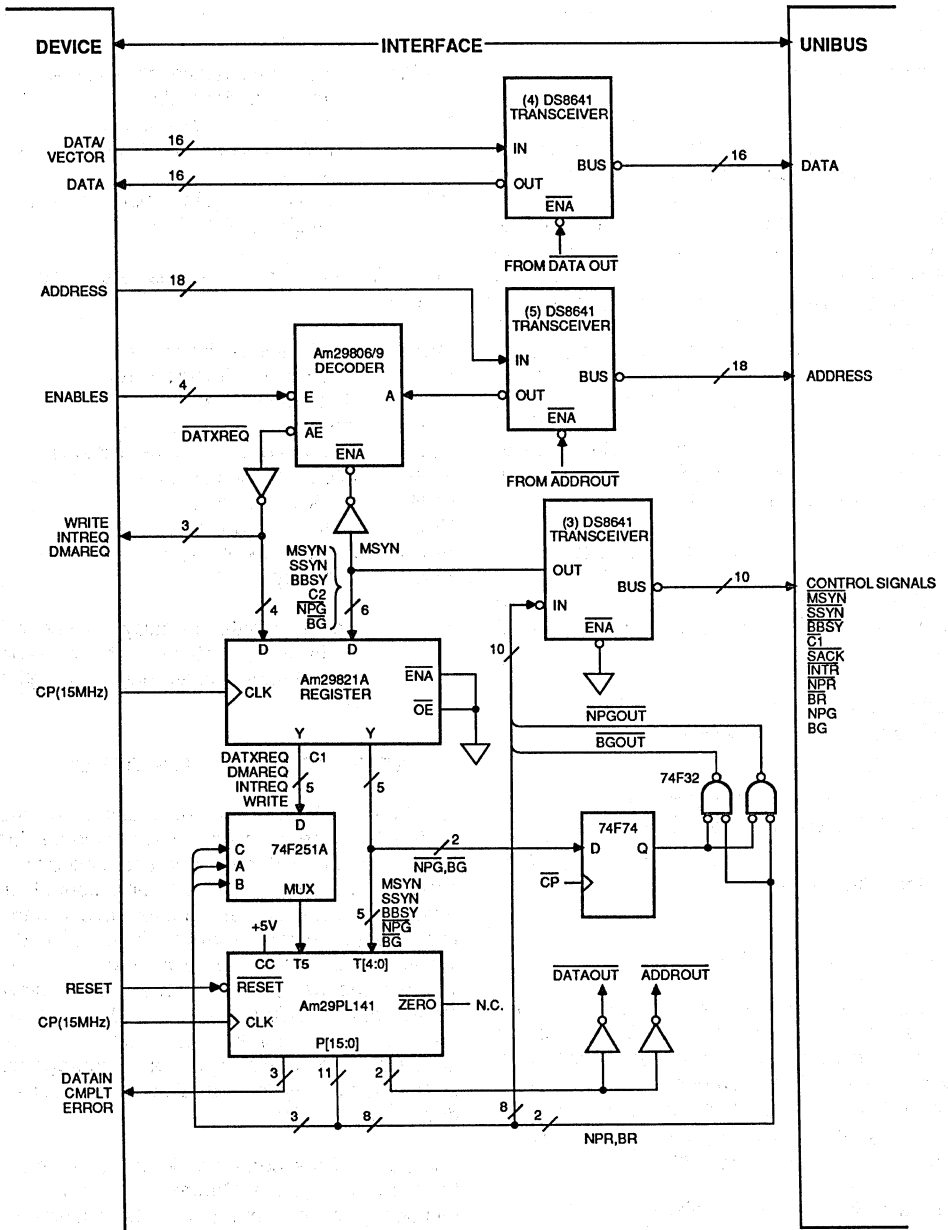 DEVICE
INTERFACE
UNIBUS
(4) DS8641
TRANSCEIVER
DATA/
VECTOR
16
IN
BUS
16
DATA
DATA
16
OUT
ENA
FROM DATA OUT
ADDRESS
18
(5) DS8641
TRANSCEIVER
IN
BUS
18
ADDRESS
OUT
ENA
FROM ADDROUT
Am29806/9
DECODER
ENABLES
4
E
A
DATXREQ
AE
ENA
WRITE
INTREQ
DMAREQ
3
MSYN
MSYN
SSYN
BBSY
C2
NPG
BG
4
6
(3) DS8641
TRANSCEIVER
OUT
BUS
10
IN
ENA
10
CONTROL SIGNALS
MSYN
SSYN
BBSY
C1
SACK
INTR
NPR
BR
NPG
BG
D
D
Am29821A
REGISTER
ENA
OE
CP(15MHz)
CLK
Y
Y
NPGOUT
BGOUT
DATXREQ
C1
DMAREQ
INTREQ
WRITE
5
5
74F32
D
C
A
B
74F251A
MUX
2
NPG,BG
74F74
D
Q
CP
MSYN
SSYN
BBSY
NPG
BG
5
+5V
CC
T5
T[4:0]
RESET
RESET
Am29PL141
ZERO
N.C.
CP(15MHz)
CLK
P[15:0]
DATAOUT
ADDROUT
DATAIN
CMPLT
ERROR
3
11
2
3
8
8
2
NPR,BR